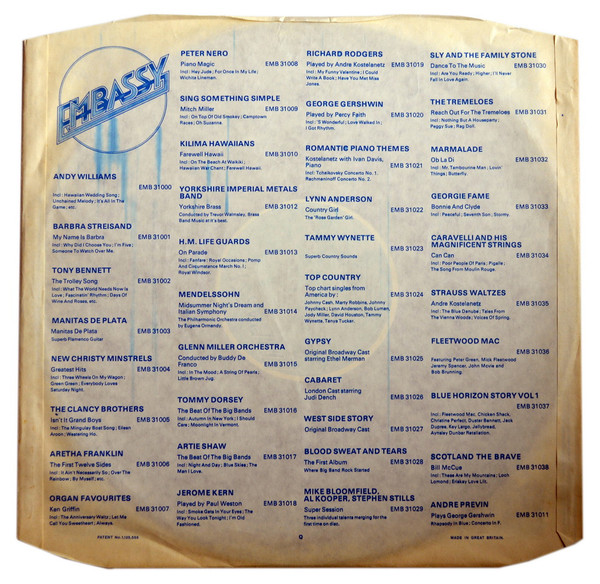 EMBASSY
ANDY WILLIAMS
EMB 31000
Incl: Hawaiian Wedding Song;
Unchained Melody; It's All In The
Game; etc.
BARBRA STREISAND
My Name Is Barbra EMB 31001
Incl: Why Did I Choose You; I'm Five;
Someone To Watch Over Me.
TONY BENNETT
The Trolley Song EMB 31002
Incl: What The World Needs Now Is
Love; Fascinatin' Rhythm; Days Of
Wine And Roses, etc.
MANITAS DE PLATA
Manitas De Plata EMB 31003
Superb Flamenco Guitar
NEW CHRISTY MINSTRELS
Greatest Hits EMB 31004
Incl: Three Wheels On My Wagon;
Green Green; Everybody Loves
Saturday Night.
THE CLANCY BROTHERS
Isn't It Grand Boys EMB 31005
Incl: The Mingulay Boat Song; Eileen
Aroon; Westering Ho.
ARETHA FRANKLIN
The First Twelve Sides EMB 31006
Incl: It Ain't Necessarily So; Over The
Rainbow; By Myself; etc.
ORGAN FAVOURITES
Ken Griffin EMB 31007
Incl: The Anniversary Waltz; Let Me
Call You Sweetheart; Always.
PETER NERO
Piano Magic EMB 31008
Incl: Hey Jude; For Once In My Life;
Wichita Lineman.
SING SOMETHING SIMPLE
Mitch Miller EMB 31009
Incl: On Top Of Old Smokey; Camptown
Races; Oh Susanna.
KILIMA HAWAIIANS
Farewell Hawaii EMB 31010
Incl: On The Beach At Waikiki;
Hawaiian War Chant; Farewell Hawaii.
YORKSHIRE IMPERIAL METALS
BAND
Yorkshire Brass EMB 31012
Conducted by Trevor Walmsley, Brass
Band Music at it's best.
H.M. LIFE GUARDS
On Parade EMB 31013
Incl: Fanfare; Royal Occasions; Pomp
And Circumstance March No. 1;
Royal Windsor.
MENDELSSOHN
Midsummer Night's Dream and
Italian Symphony EMB 31014
The Philharmonic Orchestra conducted
by Eugene Ormandy.
GLENN MILLER ORCHESTRA
Conducted by Buddy De
Franco EMB 31015
Incl: In The Mood; A String Of Pearls;
Little Brown Jug.
TOMMY DORSEY
The Best Of The Big Bands EMB 31016
Incl: Autumn In New York; I Should
Care; Moonlight In Vermont.
ARTIE SHAW
The Best Of The Big Bands EMB 31017
Incl: Night And Day; Blue Skies; The
Man I Love.
JEROME KERN
Played by Paul Weston EMB 31018
Incl: Smoke Gets In Your Eyes; The
Way You Look Tonight; I'm Old
Fashioned.
RICHARD RODGERS
Played by Andre Kostelanetz EMB 31019
Incl: My Funny Valentine; I Could
Write A Book; Have You Met Miss
Jones.
GEORGE GERSHWIN
Played by Percy Faith EMB 31020
Incl: 'S Wonderful; Love Walked In;
I Got Rhythm.
ROMANTIC PIANO THEMES
Kostelanetz with Ivan Davis,
Piano EMB 31021
Incl: Tchaikovsky Concerto No. 1.
Rachmaninoff Concerto No. 2.
LYNN ANDERSON
Country Girl EMB 31022
The 'Rose Garden' Girl.
TAMMY WYNETTE
EMB 31023
Superb Country Sounds
TOP COUNTRY
Top chart singles from
America by: EMB 31024
Johnny Cash, Marty Robbins, Johnny
Paycheck; Lynn Anderson, Bob Lumen,
Jody Miller, David Houston, Tammy
Wynette, Tanya Tucker.
GYPSY
Original Broadway Cast EMB 31025
starring Ethel Merman
CABARET
London Cast starring EMB 31026
Judi Dench
WEST SIDE STORY
Original Broadway Cast EMB 31027
BLOOD SWEAT AND TEARS
The First Album EMB 31028
Where Big Band Rock Started
MIKE BLOOMFIELD,
AL KOOPER, STEPHEN STILLS
Super Session EMB 31029
Three individual talents merging for the
first time on disc.
SLY AND THE FAMILY STONE
Dance To The Music EMB 31030
Incl: Are You Ready; Higher; I'll Never
Fall In Love Again.
THE TREMELOES
Reach Out For The Tremeloes EMB 31031
Incl: Nothing But A Houseparty;
Peggy Sue; Rag Doll.
MARMALADE
Ob La Di EMB 31032
Incl: Mr. Tambourine Man; Lovin'
Things; Butterfly.
GEORGIE FAME
Bonnie And Clyde EMB 31033
Incl: Peaceful; Seventh Son; Stormy.
CARAVELLI AND HIS
MAGNIFICENT STRINGS
Can Can EMB 31034
Incl: Poor People Of Paris; Pigalle;
The Song From Moulin Rouge.
STRAUSS WALTZES
Andre Kostelanetz EMB 31035
Incl: The Blue Danube; Tales From
The Vienna Woods; Voices Of Spring.
FLEETWOOD MAC
EMB 31036
Featuring Peter Green, Mick Fleetwood
Jeremy Spencer, John Movie and
Bob Brunning.
BLUE HORIZON STORY VOL 1
EMB 31037
Incl: Fleetwood Mac, Chicken Shack,
Christine Perfect, Duster Bennett, Jack
Dupree, Key Largo, Jellybread,
Aynsley Dunbar Retaliation.
SCOTLAND THE BRAVE
Bill McCue EMB 31038
Incl: These Are My Mountains; Loch
Lomond; Briskay Love Lilt.
ANDRE PREVIN
Plays George Gershwin EMB 31011
Rhapsody In Blue; Concerto In F.
G
MADE IN GREAT BRITAIN